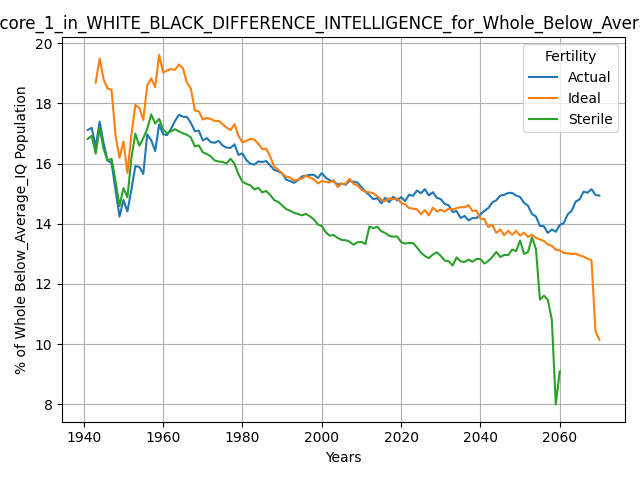 core_1_in_WHITE_BLACK_DIFFERENCE_INTELLIGENCE_for_Whole_Below_Aver
Fertility
Actual
Ideal
Sterile
% of Whole Below_Average_IQ Population
20
18
16
14
12
10
8
1940 1960 1980 2000 2020 2040 2060
Years